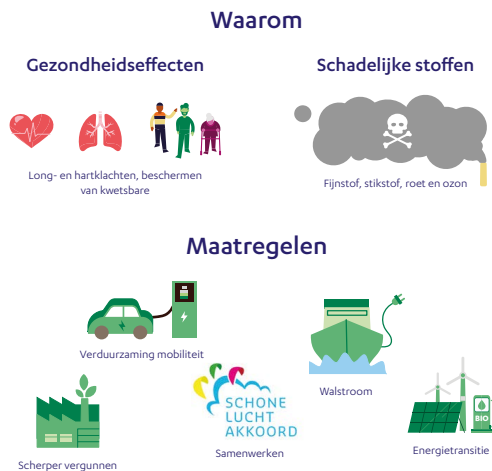 Waarom
Gezondheidseffecten
Schadelijke stoffen
Long- en hartklachten, beschermen
van kwetsbare
Fijnstof, stikstof, roet en ozon
Maatregelen
Verduurzaming mobiliteit
Walstroom
SCHONE
LUCHT
AKKOORD
BIO
Scherper vergunnen
Samenwerken
Energietransitie